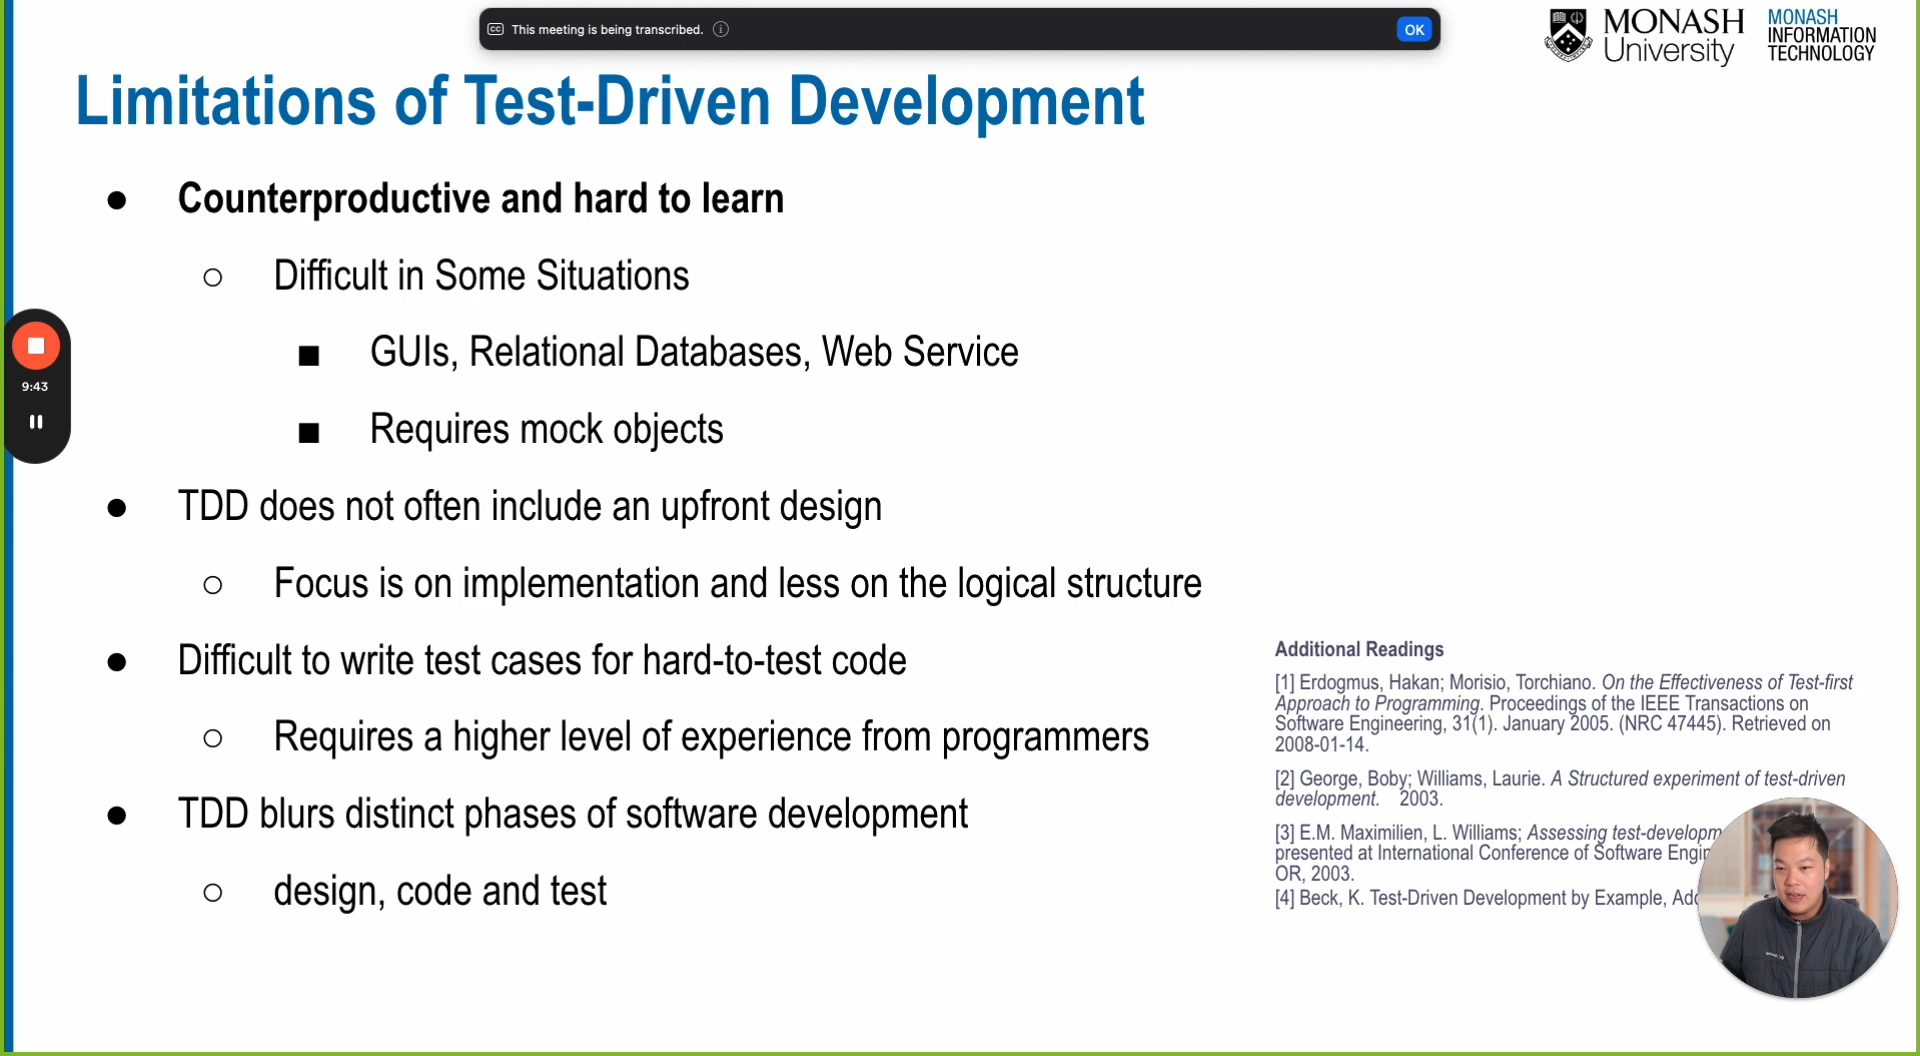 This meeting is being transcribed.
OK
MONASH
University
MONASH
INFORMATION
TECHNOLOGY
Limitations of Test-Driven Development
● Counterproductive and hard to learn
○ Difficult in Some Situations
■ GUIs, Relational Databases, Web Service
■ Requires mock objects
● TDD does not often include an upfront design
○ Focus is on implementation and less on the logical structure
● Difficult to write test cases for hard-to-test code
○ Requires a higher level of experience from programmers
● TDD blurs distinct phases of software development
○ design, code and test
9:43
Additional Readings
[1] Erdogmus, Hakan; Morisio, Torchiano. On the Effectiveness of Test-first
Approach to Programming. Proceedings of the IEEE Transactions on
Software Engineering, 31(1). January 2005. (NRC 47445). Retrieved on
2008-01-14.
[2] George, Boby; Williams, Laurie. A Structured experiment of test-driven
development. 2003.
[3] E.M. Maximilien, L. Williams; Assessing test-developm
presented at International Conference of Software Engin
OR, 2003.
[4] Beck, K. Test-Driven Development by Example, Add